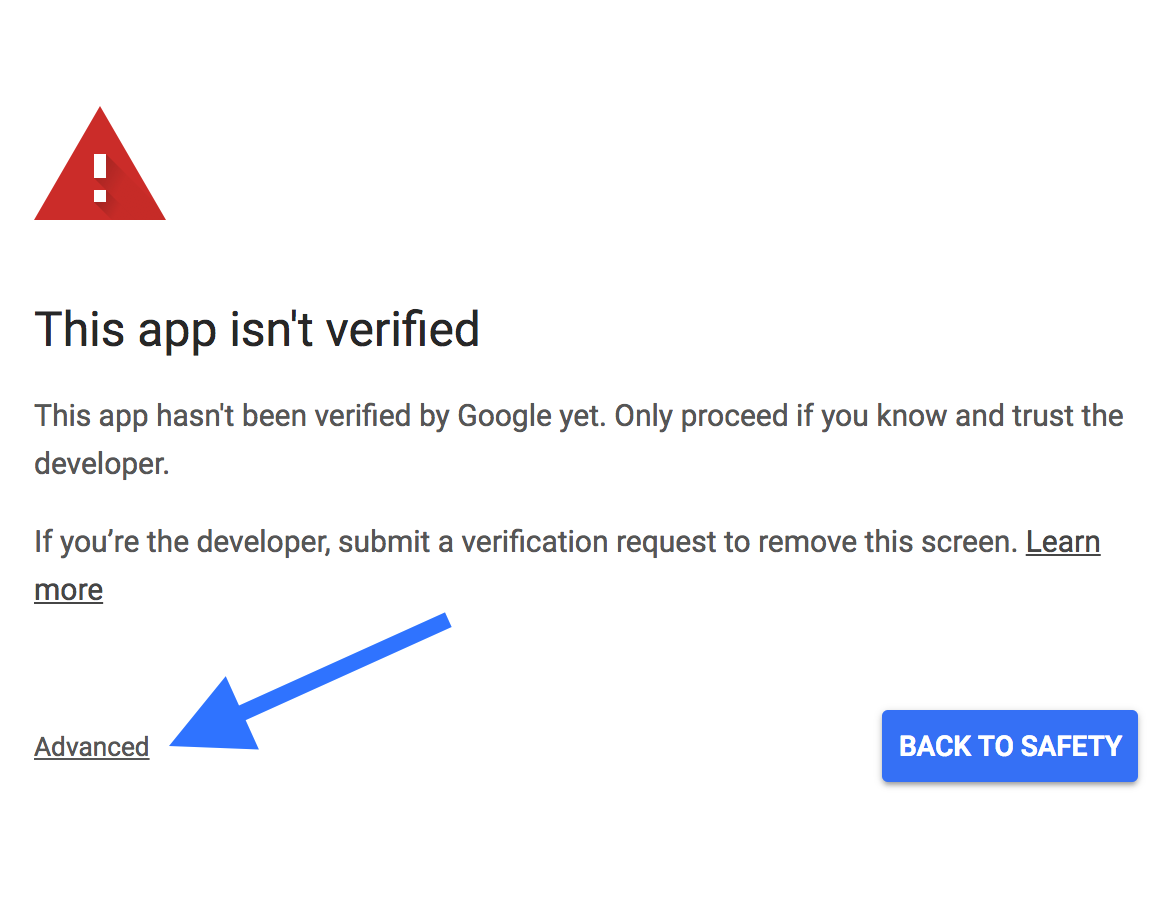 This app isn't verified
This app hasn't been verified by Google yet. Only proceed if you know and trust the
developer.
If you’re the developer, submit a verification request to remove this screen. Learn
more
Advanced
BACK TO SAFETY